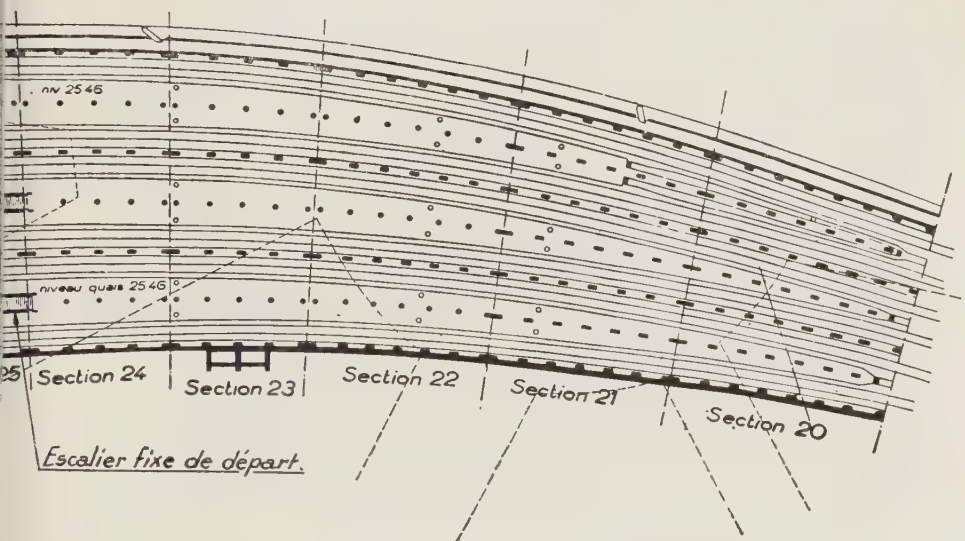 niv 25.46
niveau quais 25.46
25
Section 24
Section 23
Section 22
Section 21
Section 20
Escalier fixe de départ.